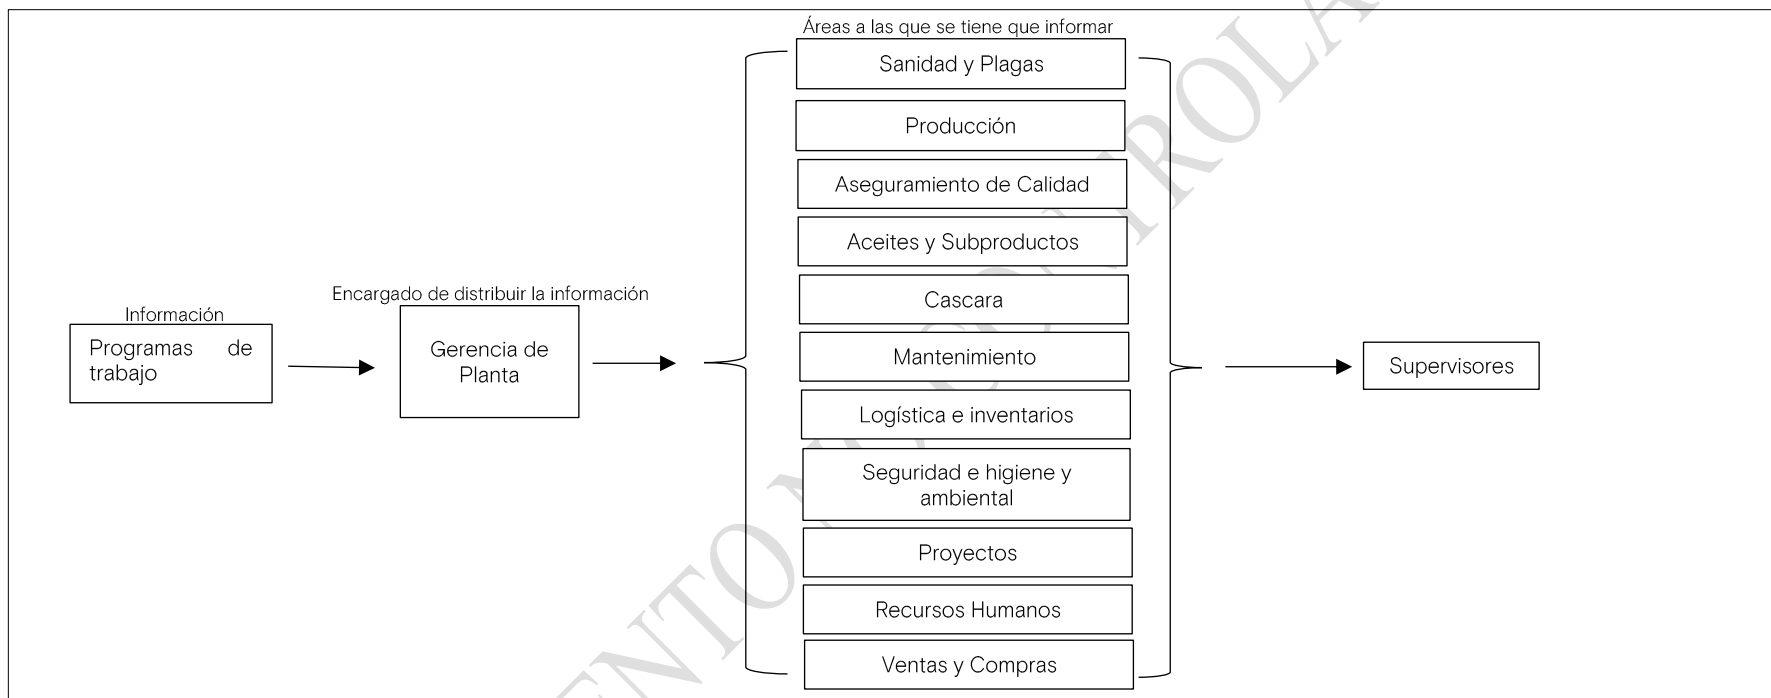 Áreas a las que se tiene que informar
Sanidad y Plagas
Producción
Aseguramiento de Calidad
Aceites y Subproductos
Cascara
Encargado de distribuir la información
Información
Programas de
trabajo
Gerencia de
Planta
Mantenimiento
Supervisores
Logística e inventarios
Seguridad e higiene y
ambiental
Proyectos
Recursos Humanos
Ventas y Compras